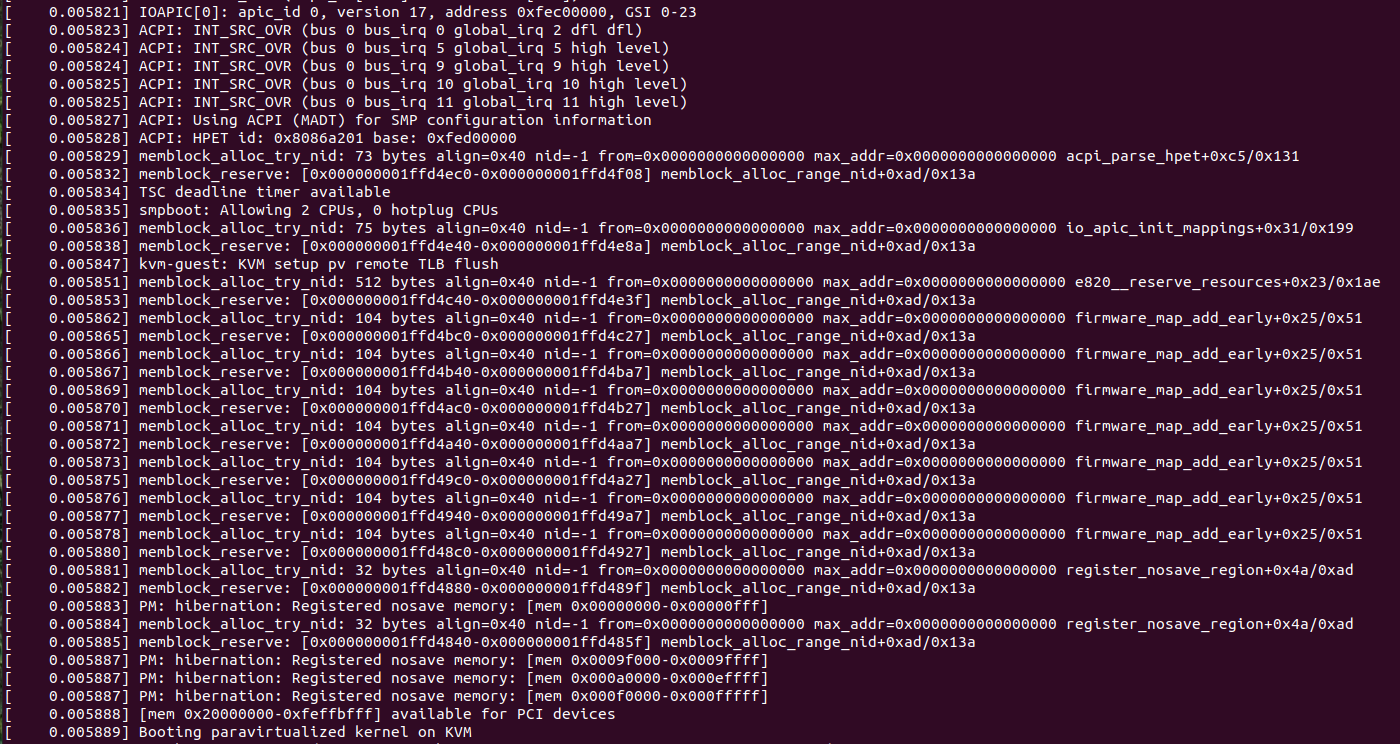 [    0.005821] IOAPIC[0]: apic_id 0, version 17, address 0xfec00000, GSI 0-23
[    0.005823] ACPI: INT_SRC_OVR (bus 0 bus_irq 0 global_irq 2 dfl dfl)
[    0.005824] ACPI: INT_SRC_OVR (bus 0 bus_irq 5 global_irq 5 high level)
[    0.005824] ACPI: INT_SRC_OVR (bus 0 bus_irq 9 global_irq 9 high level)
[    0.005825] ACPI: INT_SRC_OVR (bus 0 bus_irq 10 global_irq 10 high level)
[    0.005825] ACPI: INT_SRC_OVR (bus 0 bus_irq 11 global_irq 11 high level)
[    0.005827] ACPI: Using ACPI (MADT) for SMP configuration information
[    0.005828] ACPI: HPET id: 0x8086a201 base: 0xfed00000
[    0.005829] memblock_alloc_try_nid: 73 bytes align=0x40 nid=-1 from=0x0000000000000000 max_addr=0x0000000000000000 acpi_parse_hpet+0xc5/0x131
[    0.005832] memblock_reserve: [0x000000001ffd4ec0-0x000000001ffd4f08] memblock_alloc_range_nid+0xad/0x13a
[    0.005834] TSC deadline timer available
[    0.005835] smpboot: Allowing 2 CPUs, 0 hotplug CPUs
[    0.005836] memblock_alloc_try_nid: 75 bytes align=0x40 nid=-1 from=0x0000000000000000 max_addr=0x0000000000000000 io_apic_init_mappings+0x31/0x199
[    0.005838] memblock_reserve: [0x000000001ffd4e40-0x000000001ffd4e8a] memblock_alloc_range_nid+0xad/0x13a
[    0.005847] kvm-guest: KVM setup pv remote TLB flush
[    0.005851] memblock_alloc_try_nid: 512 bytes align=0x40 nid=-1 from=0x0000000000000000 max_addr=0x0000000000000000 e820__reserve_resources+0x23/0x1ae
[    0.005853] memblock_reserve: [0x000000001ffd4c40-0x000000001ffd4e3f] memblock_alloc_range_nid+0xad/0x13a
[    0.005862] memblock_alloc_try_nid: 104 bytes align=0x40 nid=-1 from=0x0000000000000000 max_addr=0x0000000000000000 firmware_map_add_early+0x25/0x51
[    0.005865] memblock_reserve: [0x000000001ffd4bc0-0x000000001ffd4c27] memblock_alloc_range_nid+0xad/0x13a
[    0.005866] memblock_alloc_try_nid: 104 bytes align=0x40 nid=-1 from=0x0000000000000000 max_addr=0x0000000000000000 firmware_map_add_early+0x25/0x51
[    0.005867] memblock_reserve: [0x000000001ffd4b40-0x000000001ffd4ba7] memblock_alloc_range_nid+0xad/0x13a
[    0.005869] memblock_alloc_try_nid: 104 bytes align=0x40 nid=-1 from=0x0000000000000000 max_addr=0x0000000000000000 firmware_map_add_early+0x25/0x51
[    0.005870] memblock_reserve: [0x000000001ffd4ac0-0x000000001ffd4b27] memblock_alloc_range_nid+0xad/0x13a
[    0.005871] memblock_alloc_try_nid: 104 bytes align=0x40 nid=-1 from=0x0000000000000000 max_addr=0x0000000000000000 firmware_map_add_early+0x25/0x51
[    0.005872] memblock_reserve: [0x000000001ffd4a40-0x000000001ffd4aa7] memblock_alloc_range_nid+0xad/0x13a
[    0.005873] memblock_alloc_try_nid: 104 bytes align=0x40 nid=-1 from=0x0000000000000000 max_addr=0x0000000000000000 firmware_map_add_early+0x25/0x51
[    0.005875] memblock_reserve: [0x000000001ffd49c0-0x000000001ffd4a27] memblock_alloc_range_nid+0xad/0x13a
[    0.005876] memblock_alloc_try_nid: 104 bytes align=0x40 nid=-1 from=0x0000000000000000 max_addr=0x0000000000000000 firmware_map_add_early+0x25/0x51
[    0.005877] memblock_reserve: [0x000000001ffd4940-0x000000001ffd49a7] memblock_alloc_range_nid+0xad/0x13a
[    0.005878] memblock_alloc_try_nid: 104 bytes align=0x40 nid=-1 from=0x0000000000000000 max_addr=0x0000000000000000 firmware_map_add_early+0x25/0x51
[    0.005880] memblock_reserve: [0x000000001ffd48c0-0x000000001ffd4927] memblock_alloc_range_nid+0xad/0x13a
[    0.005881] memblock_alloc_try_nid: 32 bytes align=0x40 nid=-1 from=0x0000000000000000 max_addr=0x0000000000000000 register_nosave_region+0x4a/0xad
[    0.005882] memblock_reserve: [0x000000001ffd4880-0x000000001ffd489f] memblock_alloc_range_nid+0xad/0x13a
[    0.005883] PM: hibernation: Registered nosave memory: [mem 0x00000000-0x00000fff]
[    0.005884] memblock_alloc_try_nid: 32 bytes align=0x40 nid=-1 from=0x0000000000000000 max_addr=0x0000000000000000 register_nosave_region+0x4a/0xad
[    0.005885] memblock_reserve: [0x000000001ffd4840-0x000000001ffd485f] memblock_alloc_range_nid+0xad/0x13a
[    0.005887] PM: hibernation: Registered nosave memory: [mem 0x0009f000-0x0009ffff]
[    0.005887] PM: hibernation: Registered nosave memory: [mem 0x000a0000-0x000effff]
[    0.005887] PM: hibernation: Registered nosave memory: [mem 0x000f0000-0x000fffff]
[    0.005888] [mem 0x20000000-0xfeffbfff] available for PCI devices
[    0.005889] Booting paravirtualized kernel on KVM